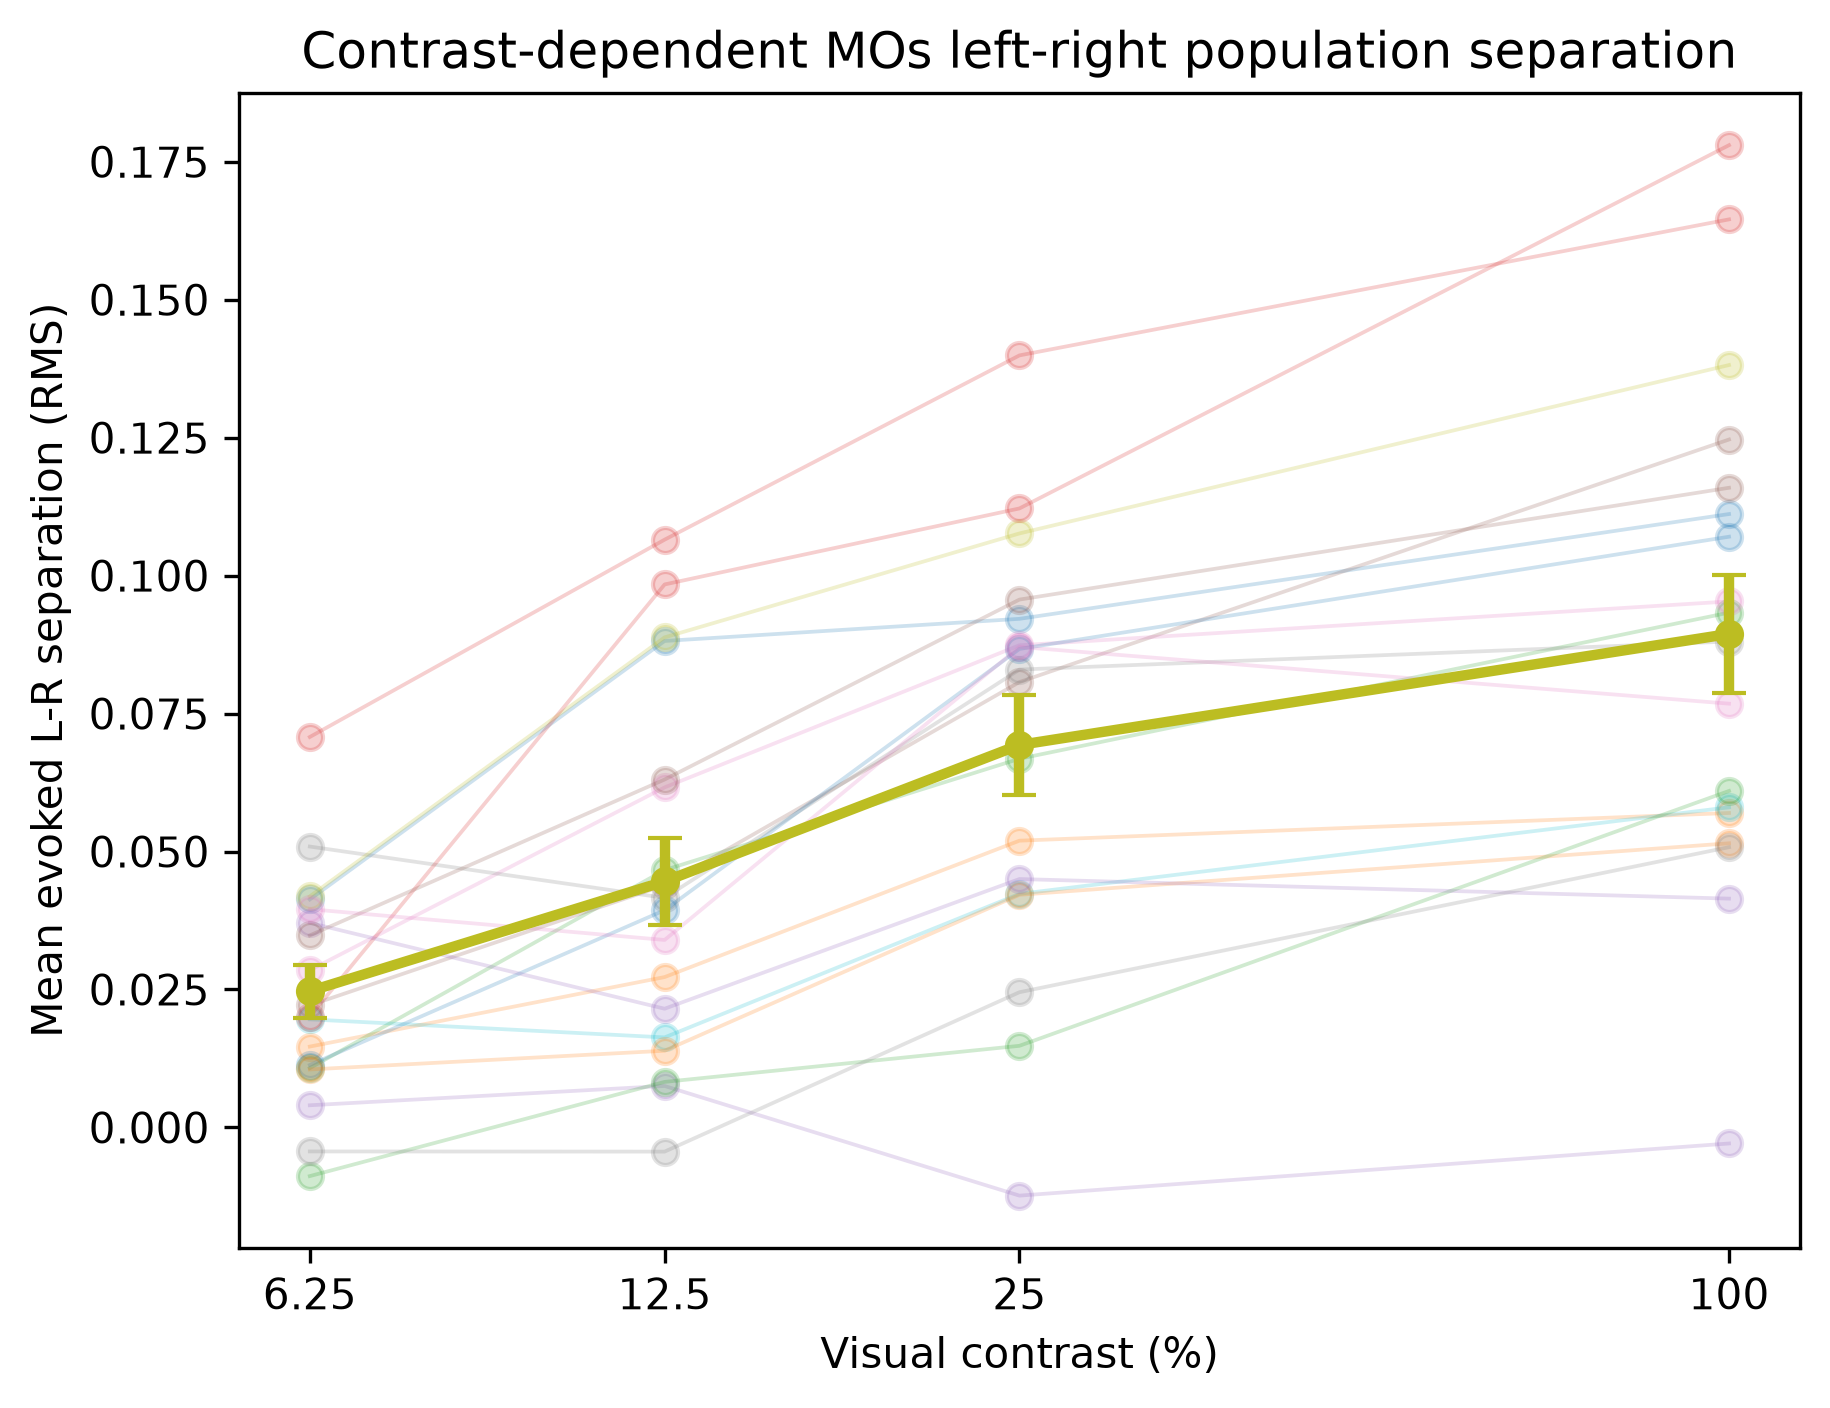 Contrast-dependent MOs left-right population separation
Mean evoked L-R separation (RMS)
0.175
0.150
0.125
0.100
0.075
0.050
0.025
0.000
6.25 12.5 25 100
Visual contrast (%)